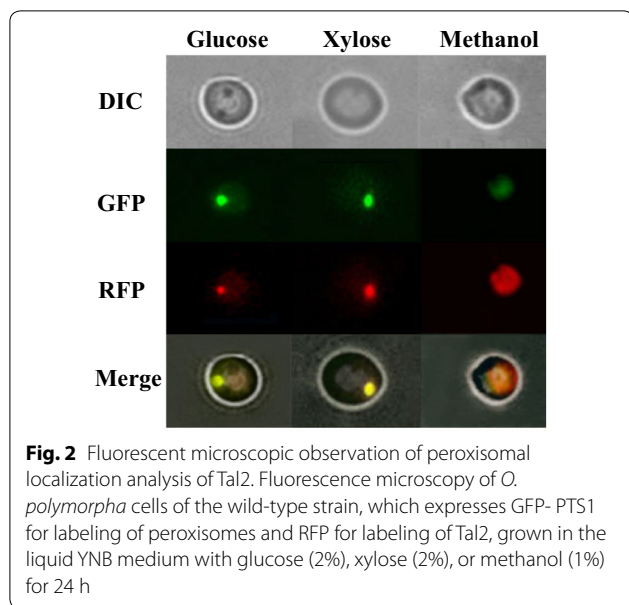 Glucose Xylose Methanol
DIC
GFP
RFP
Merge
Fig. 2 Fluorescent microscopic observation of peroxisomal
localization analysis of Tal2. Fluorescence microscopy of O.
polymorpha cells of the wild-type strain, which expresses GFP- PTS1
for labeling of peroxisomes and RFP for labeling of Tal2, grown in the
liquid YNB medium with glucose (2%), xylose (2%), or methanol (1%)
for 24 h